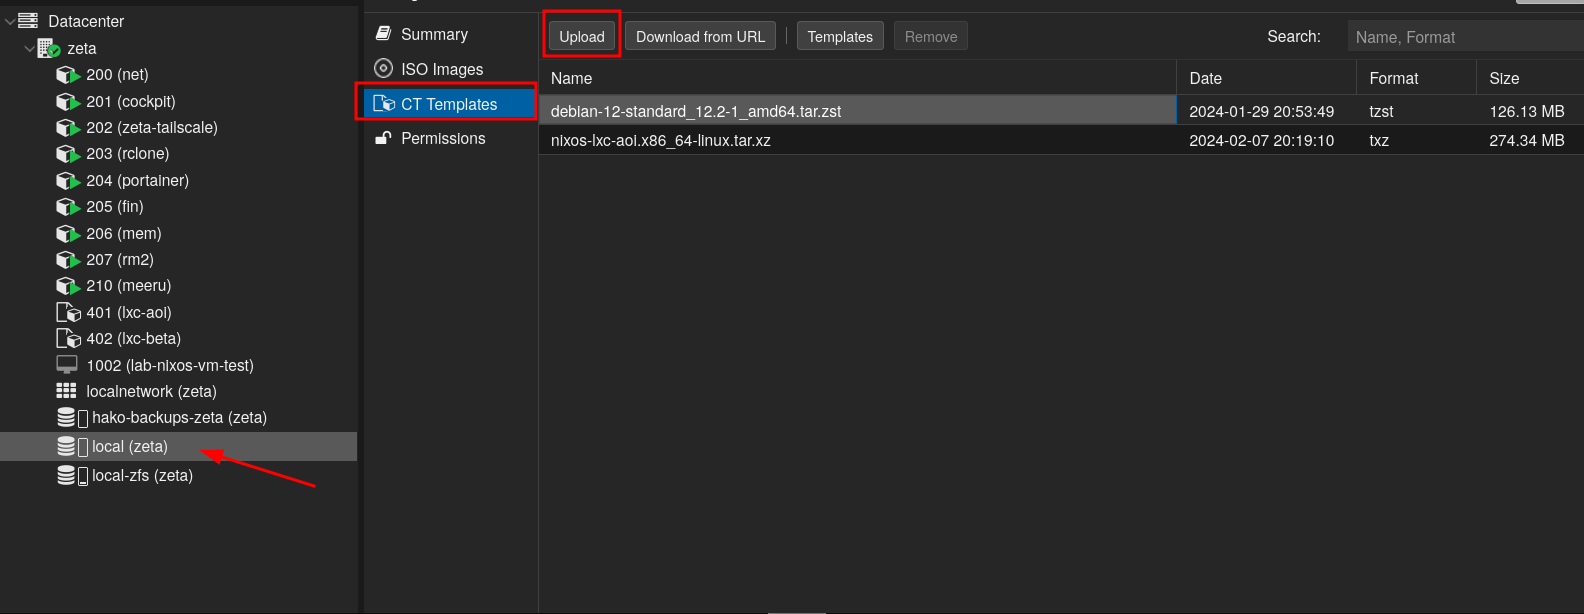 Datacenter
zeta
200 (net)
201 (cockpit)
202 (zeta-tailscale)
203 (rclone)
204 (portainer)
205 (fin)
206 (mem)
207 (rm2)
210 (meeru)
401 (lxc-aoi)
402 (lxc-beta)
1002 (lab-nixos-vm-test)
localnetwork (zeta)
hako-backups-zeta (zeta)
local (zeta)
local-zfs (zeta)
Summary
ISO Images
CT Templates
Permissions
Upload Download from URL Templates Remove Search: Name, Format
Name Date Format Size
debian-12-standard_12.2-1_amd64.tar.zst 2024-01-29 20:53:49 tzst 126.13 MB
nixos-lxc-aoi.x86_64-linux.tar.xz 2024-02-07 20:19:10 txz 274.34 MB